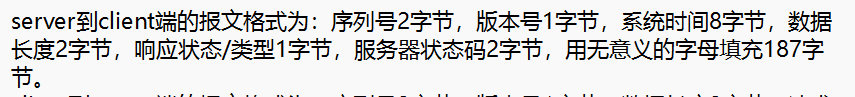 server到client端的报文格式为：序列号2字节，版本号1字节，系统时间8字节，数据
长度2字节，响应状态/类型1字节，服务器状态码2字节，用无意义的字母填充187字
节。